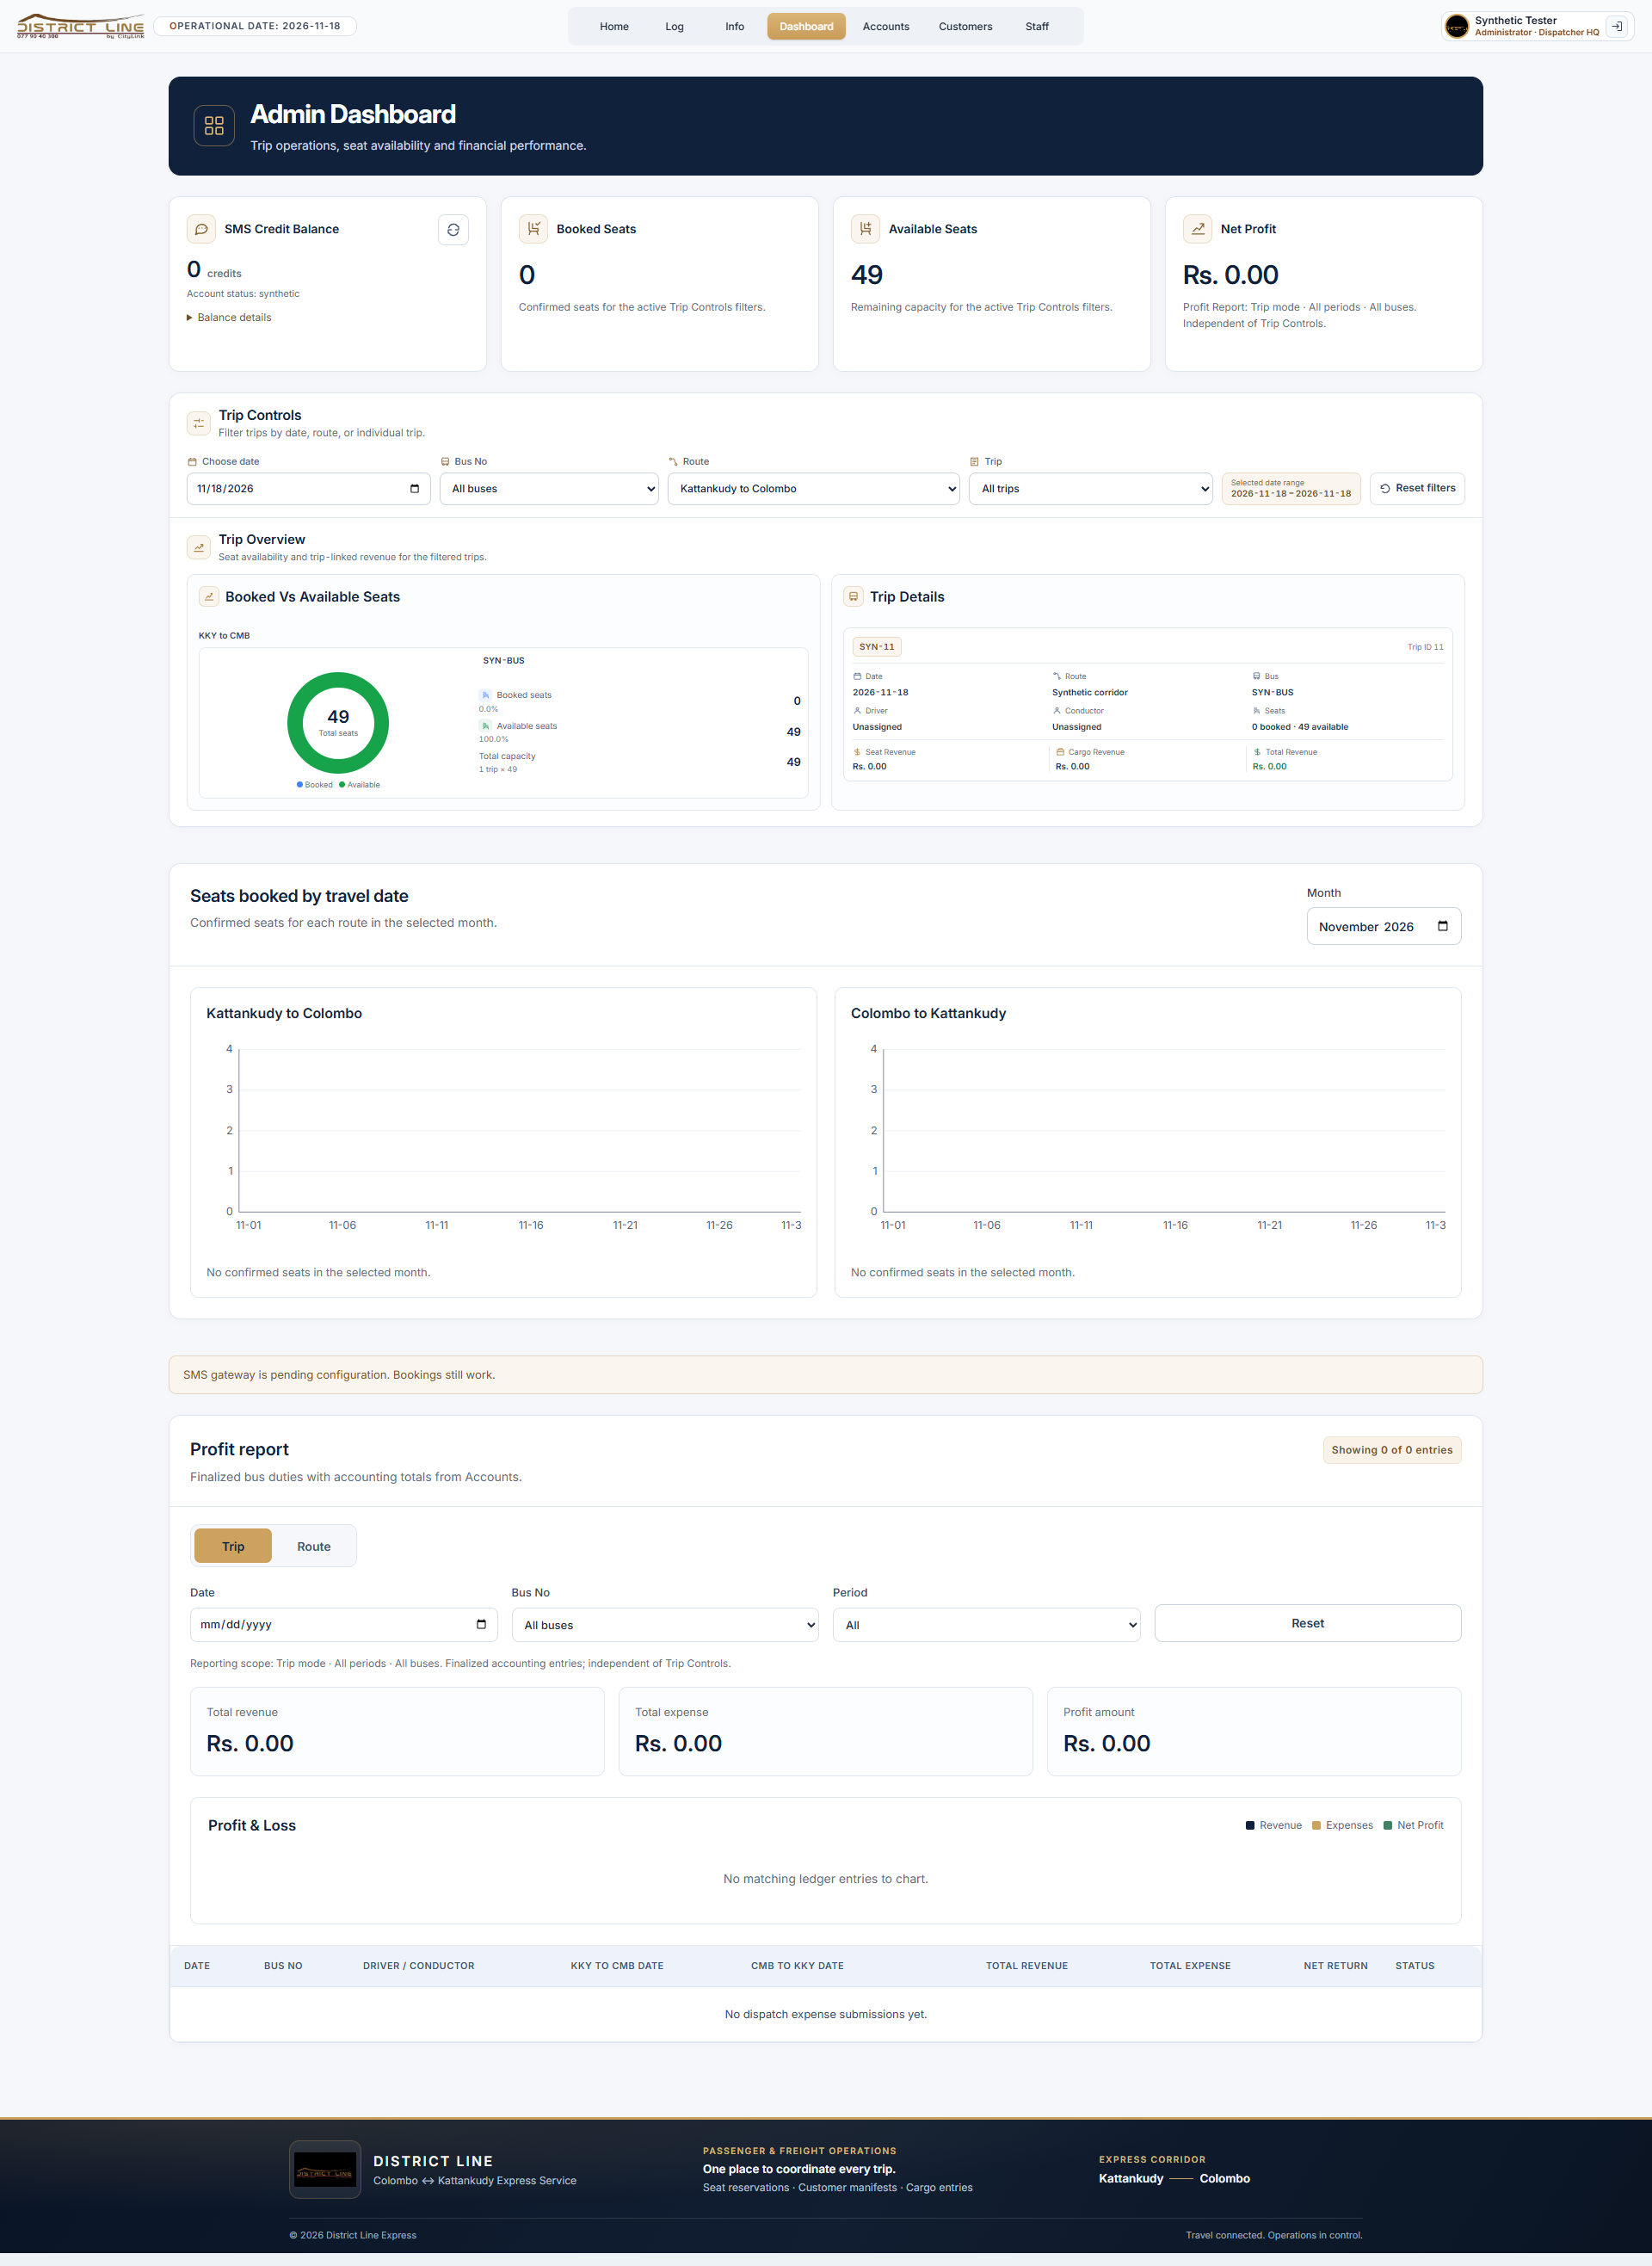 DISTRICT LINE
077 90 40 380 by CityLink
OPERATIONAL DATE: 2026-11-18
Home Log Info Dashboard Accounts Customers Staff
Synthetic Tester
Administrator · Dispatcher HQ
Admin Dashboard
Trip operations, seat availability and financial performance.
SMS Credit Balance
0 credits
Account status: synthetic
Balance details
Booked Seats
0
Confirmed seats for the active Trip Controls filters.
Available Seats
49
Remaining capacity for the active Trip Controls filters.
Net Profit
Rs. 0.00
Profit Report: Trip mode · All periods · All buses.
Independent of Trip Controls.
Trip Controls
Filter trips by date, route, or individual trip.
Choose date Bus No Route Trip
11/18/2026 All buses Kattankudy to Colombo All trips
Selected date range
2026-11-18 – 2026-11-18
Reset filters
Trip Overview
Seat availability and trip-linked revenue for the filtered trips.
Booked Vs Available Seats
KKY to CMB
SYN-BUS
49
Total seats
Booked Available
Booked seats 0
0.0%
Available seats 49
100.0%
Total capacity 49
1 trip × 49
Trip Details
SYN-11 Trip ID 11
Date Route Bus
2026-11-18 Synthetic corridor SYN-BUS
Driver Conductor Seats
Unassigned Unassigned 0 booked · 49 available
Seat Revenue Cargo Revenue Total Revenue
Rs. 0.00 Rs. 0.00 Rs. 0.00
Seats booked by travel date
Confirmed seats for each route in the selected month.
Month
November 2026
Kattankudy to Colombo
4
3
2
1
0
11-01 11-06 11-11 11-16 11-21 11-26 11-3
No confirmed seats in the selected month.
Colombo to Kattankudy
4
3
2
1
0
11-01 11-06 11-11 11-16 11-21 11-26 11-3
No confirmed seats in the selected month.
SMS gateway is pending configuration. Bookings still work.
Profit report
Finalized bus duties with accounting totals from Accounts.
Showing 0 of 0 entries
Trip Route
Date Bus No Period
mm/dd/yyyy All buses All Reset
Reporting scope: Trip mode · All periods · All buses. Finalized accounting entries; independent of Trip Controls.
Total revenue
Rs. 0.00
Total expense
Rs. 0.00
Profit amount
Rs. 0.00
Profit & Loss
Revenue Expenses Net Profit
No matching ledger entries to chart.
DATE BUS NO DRIVER / CONDUCTOR KKY TO CMB DATE CMB TO KKY DATE TOTAL REVENUE TOTAL EXPENSE NET RETURN STATUS
No dispatch expense submissions yet.
DISTRICT LINE
DISTRICT LINE
Colombo ↔ Kattankudy Express Service
PASSENGER & FREIGHT OPERATIONS
One place to coordinate every trip.
Seat reservations · Customer manifests · Cargo entries
EXPRESS CORRIDOR
Kattankudy — Colombo
© 2026 District Line Express
Travel connected. Operations in control.